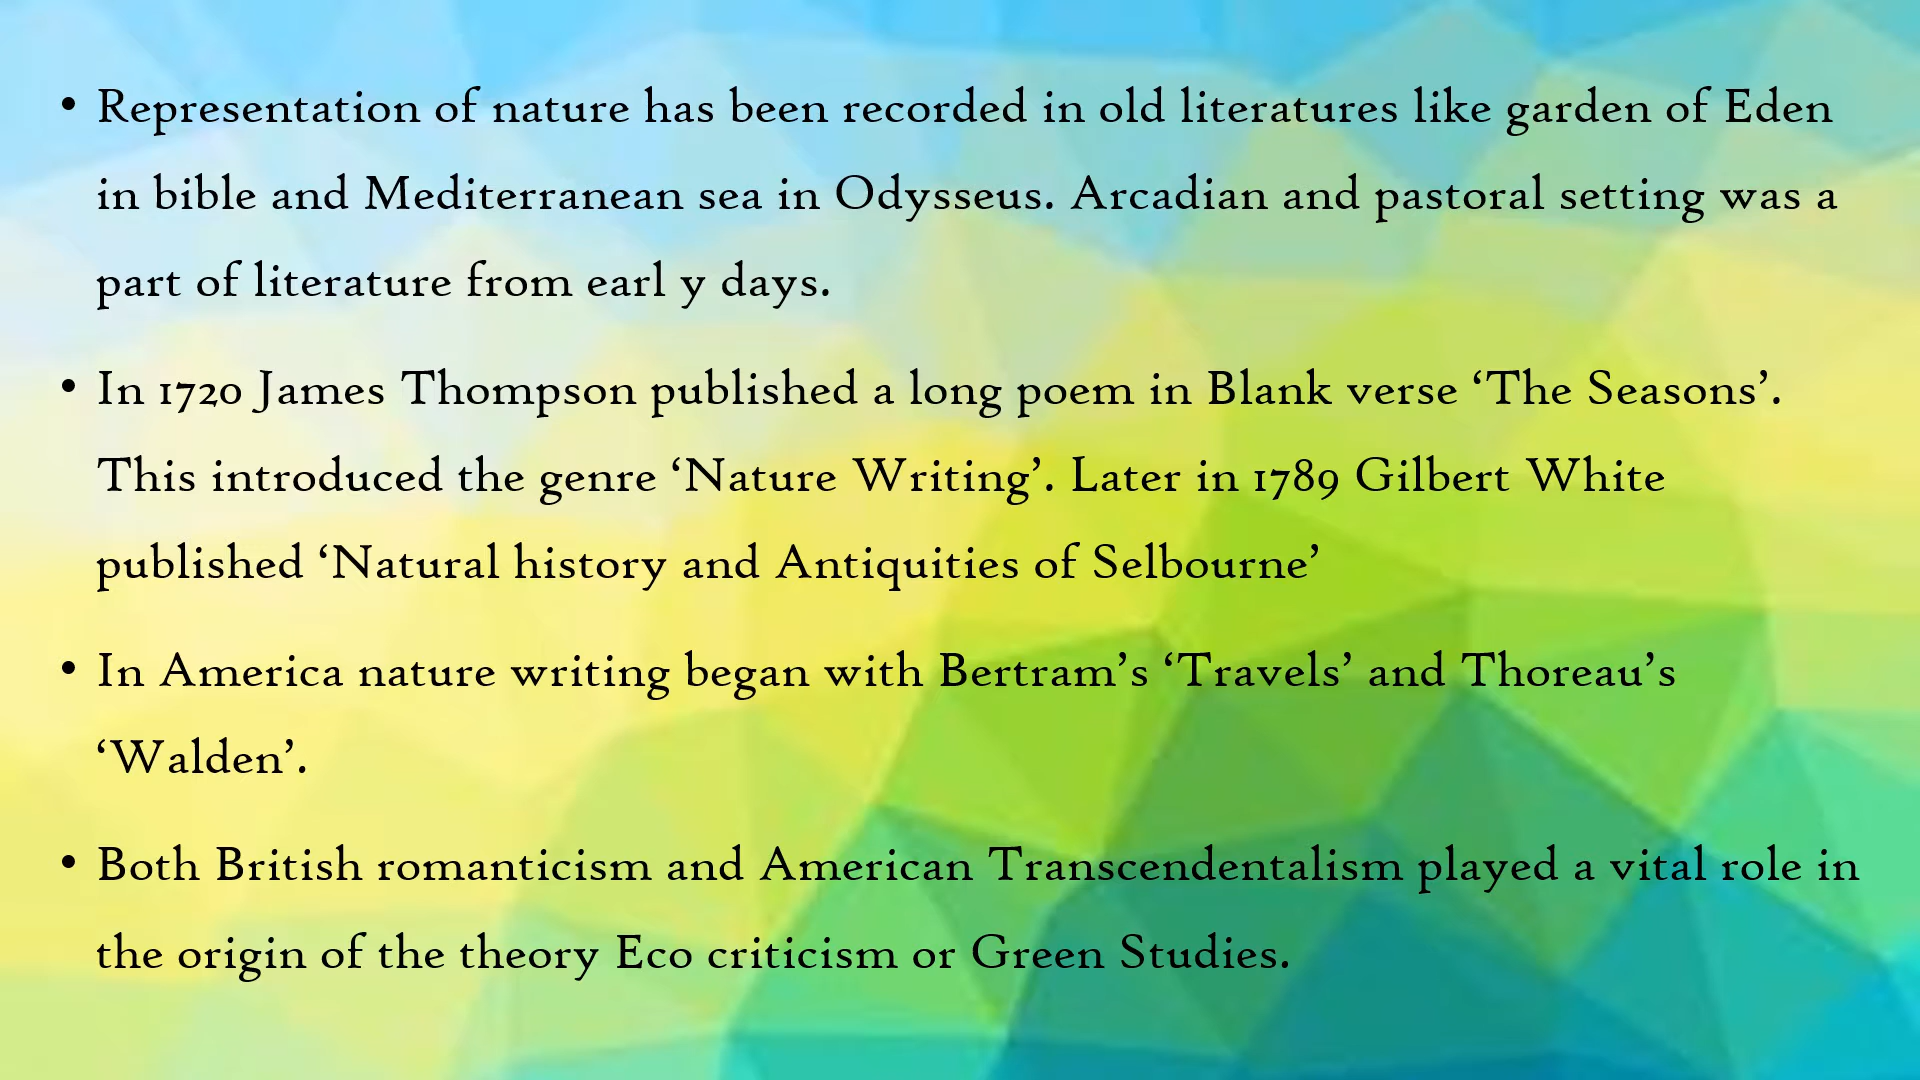 • Representation of nature has been recorded in old literatures like garden of Eden
in bible and Mediterranean sea in Odysseus. Arcadian and pastoral setting was a
part of literature from earl y days.
• In 1720 James Thompson published a long poem in Blank verse ‘The Seasons’.
This introduced the genre ‘Nature Writing’. Later in 1789 Gilbert White
published ‘Natural history and Antiquities of Selbourne’
• In America nature writing began with Bertram’s ‘Travels’ and Thoreau’s
‘Walden’.
• Both British romanticism and American Transcendentalism played a vital role in
the origin of the theory Eco criticism or Green Studies.